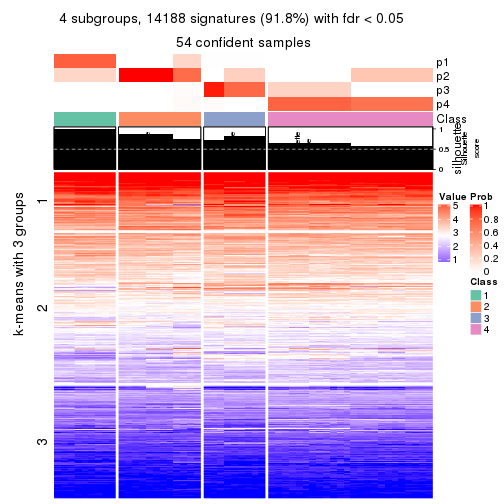 4 subgroups, 14188 signatures (91.8%) with fdr < 0.05
54 confident samples
p1
p2
p3
p4
Class
1
0.5
0
silhouette
Silhouette
score
k-means with 3 groups
1
2
3
Value
5
4
3
2
1
Prob
1
0.8
0.6
0.4
0.2
0
Class
1
2
3
4